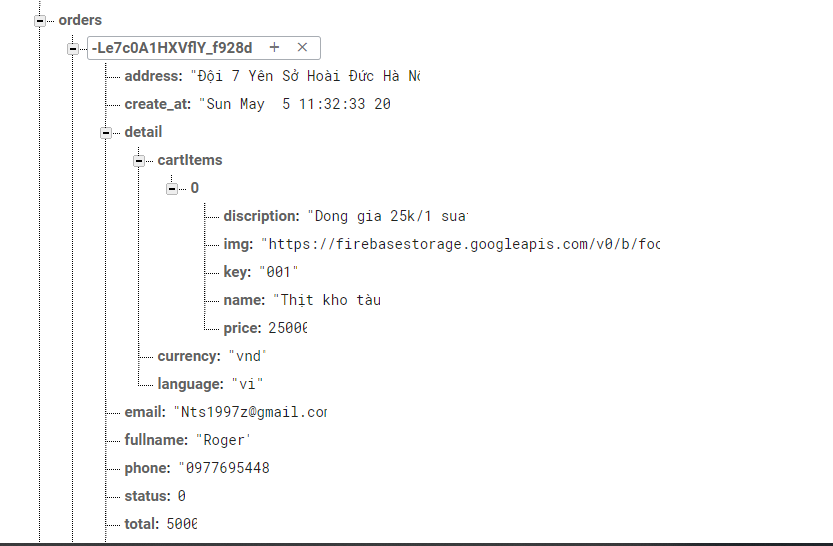 orders
-Le7c0A1HXVflY_f928d + ×
address: "Đội 7 Yên Sở Hoài Đức Hà Nộ
create_at: "Sun May  5 11:32:33 20
detail
cartItems
0
discription: "Dong gia 25k/1 sua
img: "https://firebasestorage.googleapis.com/v0/b/foo
key: "001"
name: "Thịt kho tàu
price: 25000
currency: "vnd"
language: "vi"
email: "Nts1997z@gmail.com
fullname: "Roger"
phone: "0977695448
status: 0
total: 5000